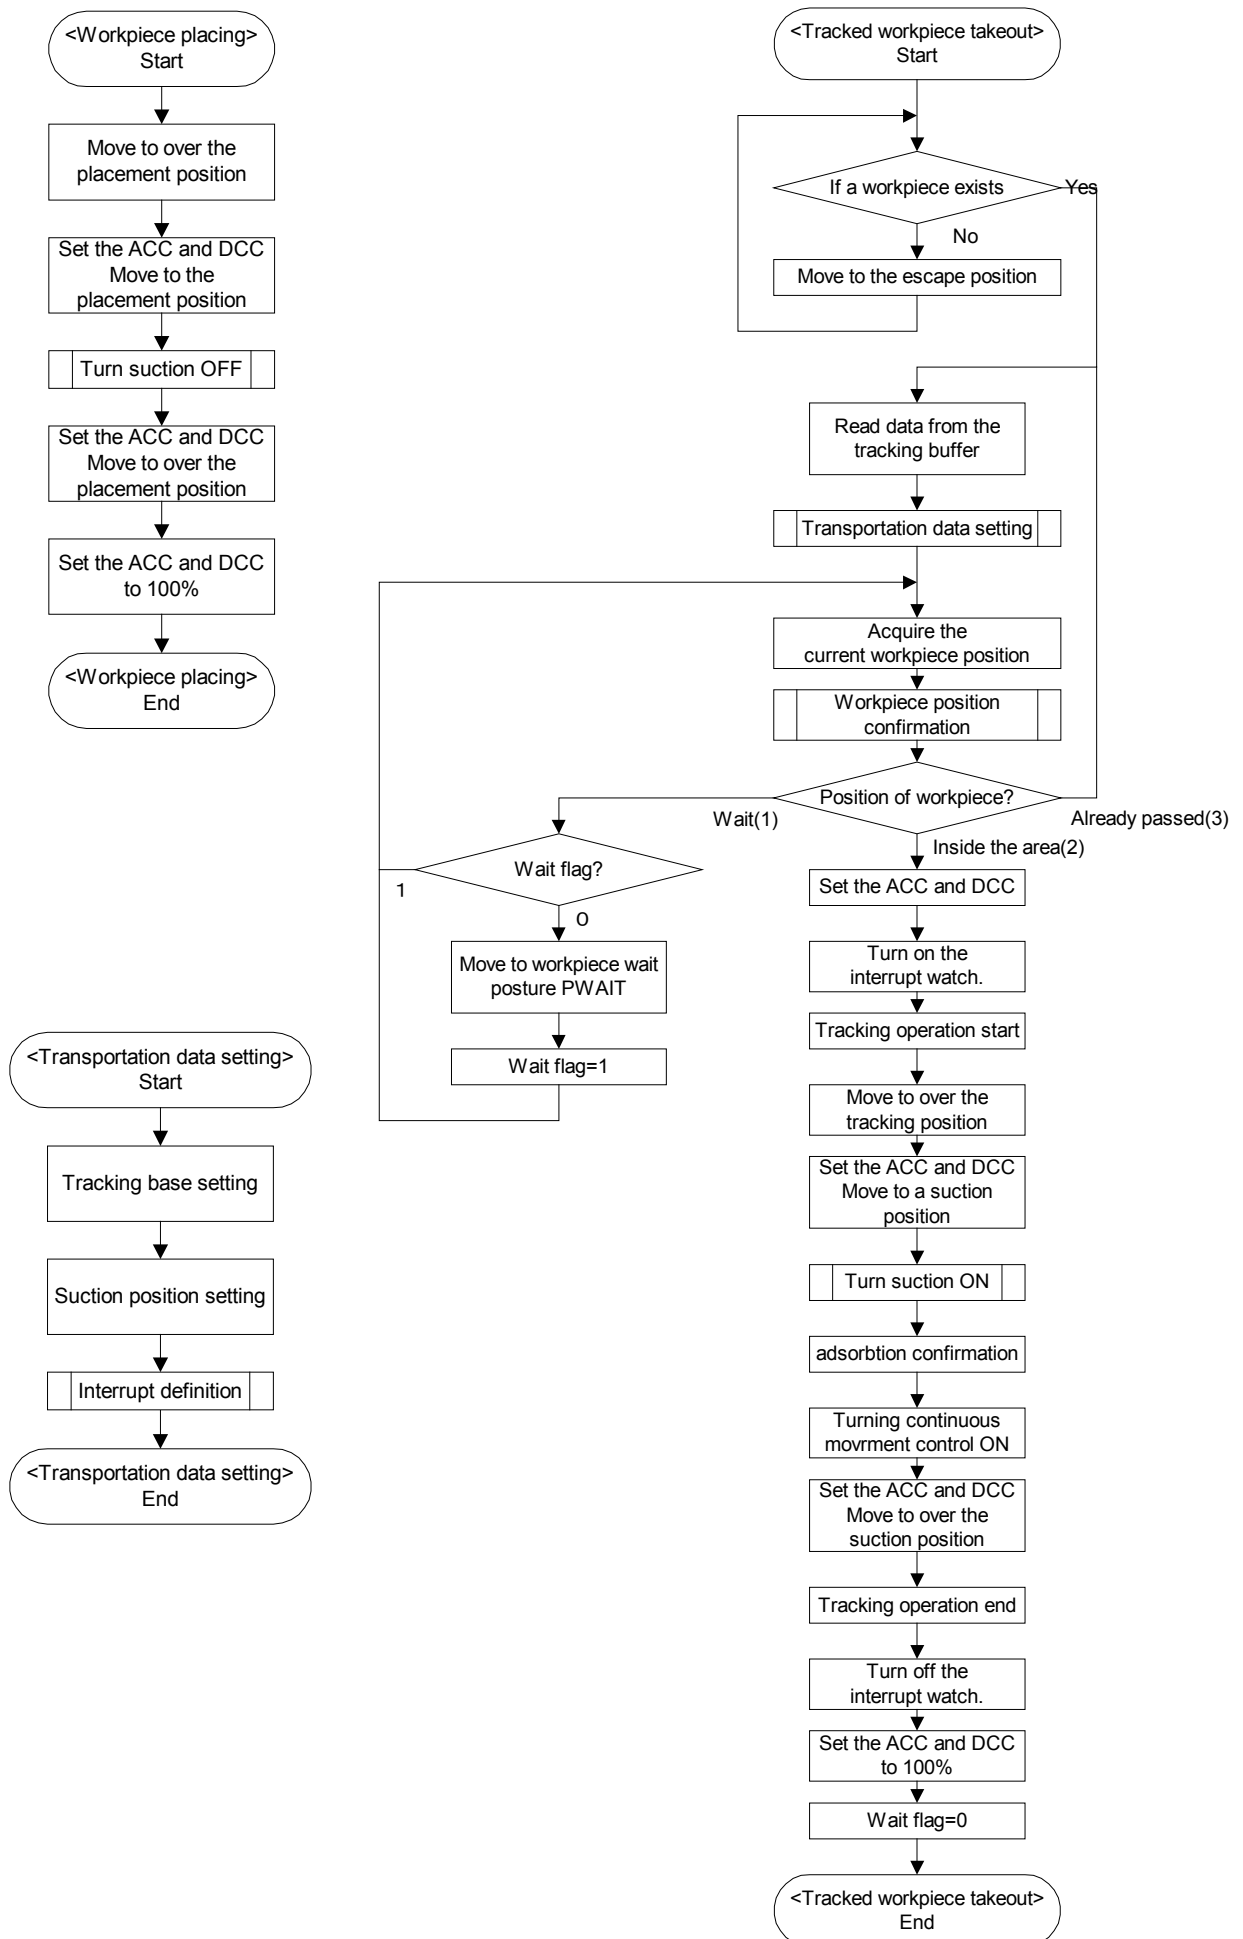 <Workpiece placing>
Start
Move to over the
placement position
Set the ACC and DCC
Move to the
placement position
Turn suction OFF
Set the ACC and DCC
Move to over the
placement position
Set the ACC and DCC
to 100%
<Workpiece placing>
End
<Transportation data setting>
Start
Tracking base setting
Suction position setting
Interrupt definition
<Transportation data setting>
End
<Tracked workpiece takeout>
Start
If a workpiece exists
Yes
No
Move to the escape position
Read data from the
tracking buffer
Transportation data setting
Acquire the
current workpiece position
Workpiece position
confirmation
Position of workpiece?
Wait(1)
Already passed(3)
Inside the area(2)
Wait flag?
1
0
Move to workpiece wait
posture PWAIT
Wait flag=1
Set the ACC and DCC
Turn on the
interrupt watch.
Tracking operation start
Move to over the
tracking position
Set the ACC and DCC
Move to a suction
position
Turn suction ON
adsorbtion confirmation
Turning continuous
movrment control ON
Set the ACC and DCC
Move to over the
suction position
Tracking operation end
Turn off the
interrupt watch.
Set the ACC and DCC
to 100%
Wait flag=0
<Tracked workpiece takeout>
End